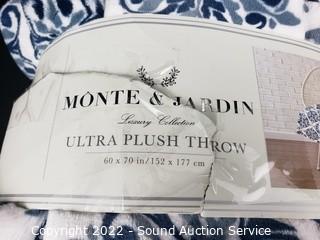 MONTE & JARDIN
Luxury Collection
ULTRA PLUSH THROW
60 x 70 in/152 x 177 cm
Copyright 2022 - Sound Auction Service